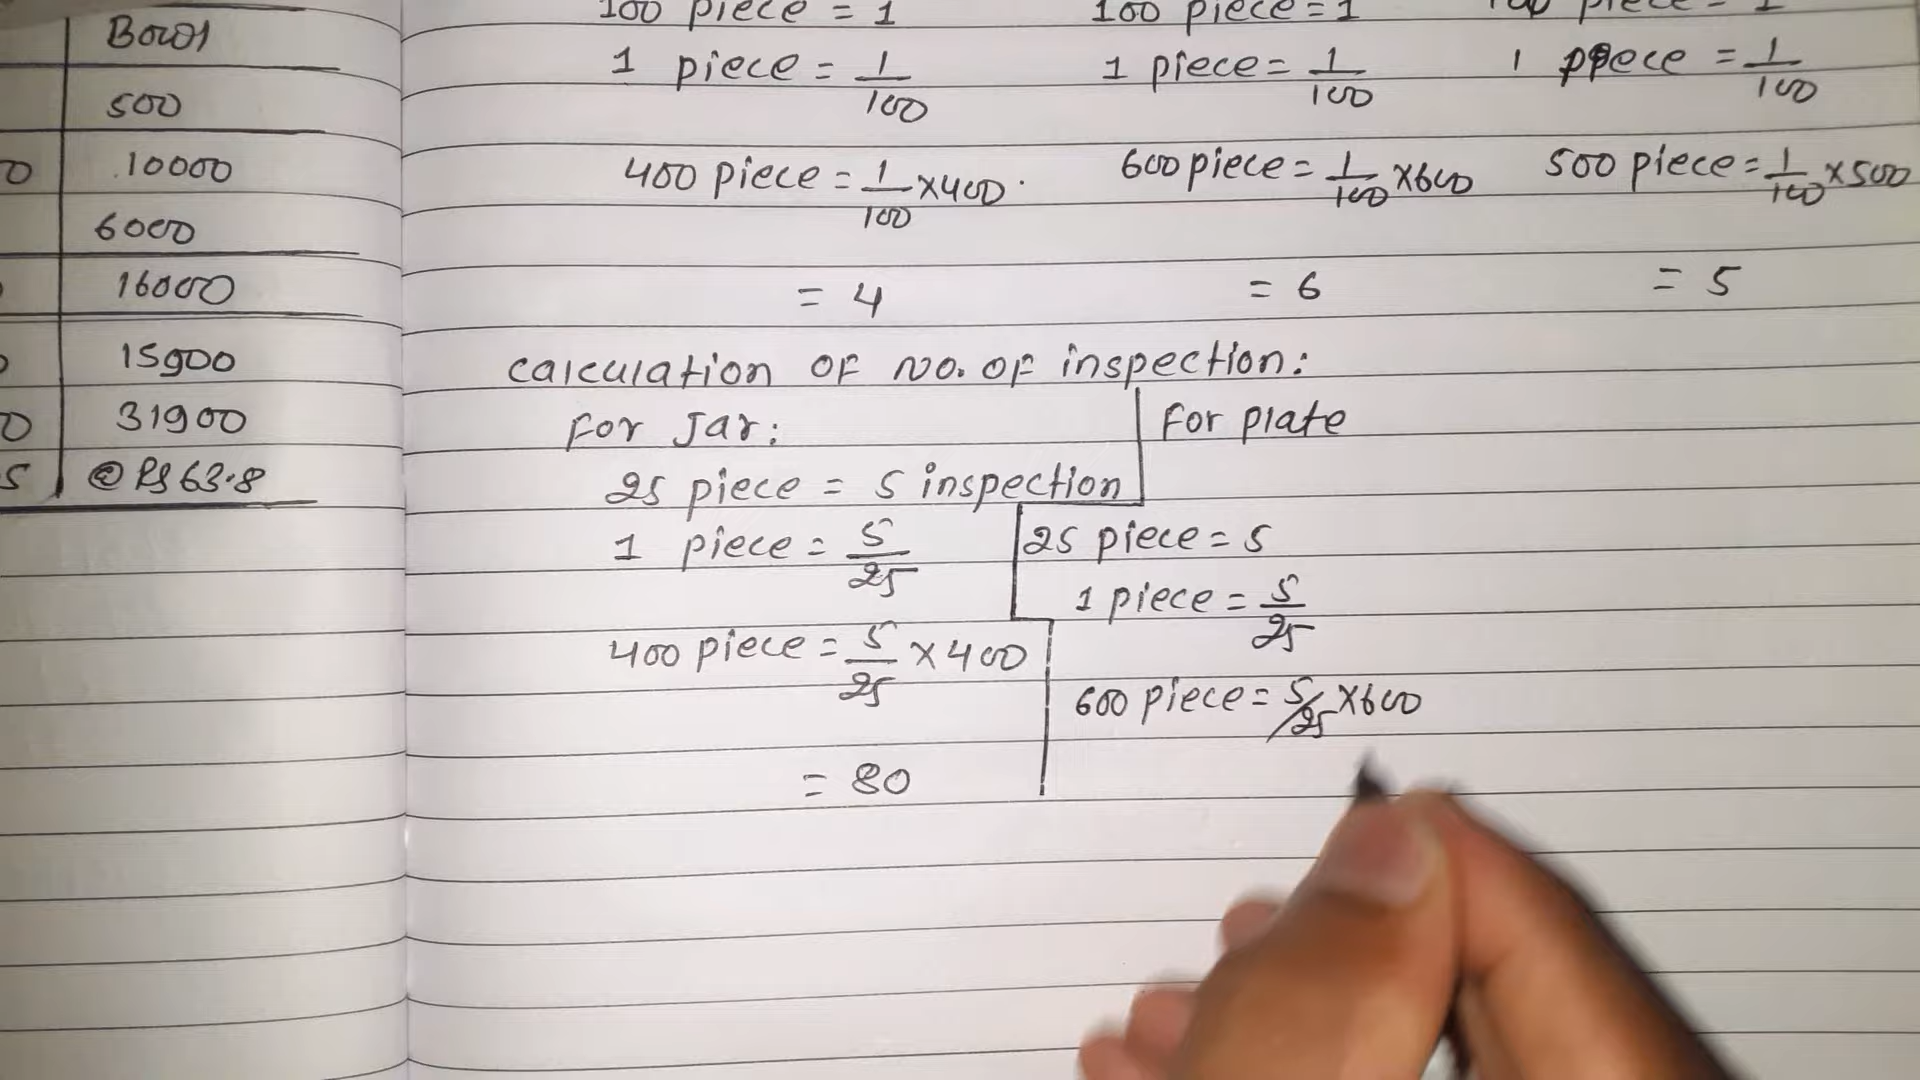 Bowl
500
10000
6000
16000
15900
31900
@ Rs 63.8
100 piece = 1
1 piece = 1/100
400 piece = 1/100 × 400
= 4
100 piece = 1
1 piece = 1/100
600 piece = 1/100 × 600
= 6
100 piece = 1
1 piece = 1/100
500 piece = 1/100 × 500
= 5
calculation of no. of inspection:
For Jar:
25 piece = 5 inspection
1 piece = 5/25
400 piece = 5/25 × 400
= 80
For plate
25 piece = 5
1 piece = 5/25
600 piece = 5/25 × 600